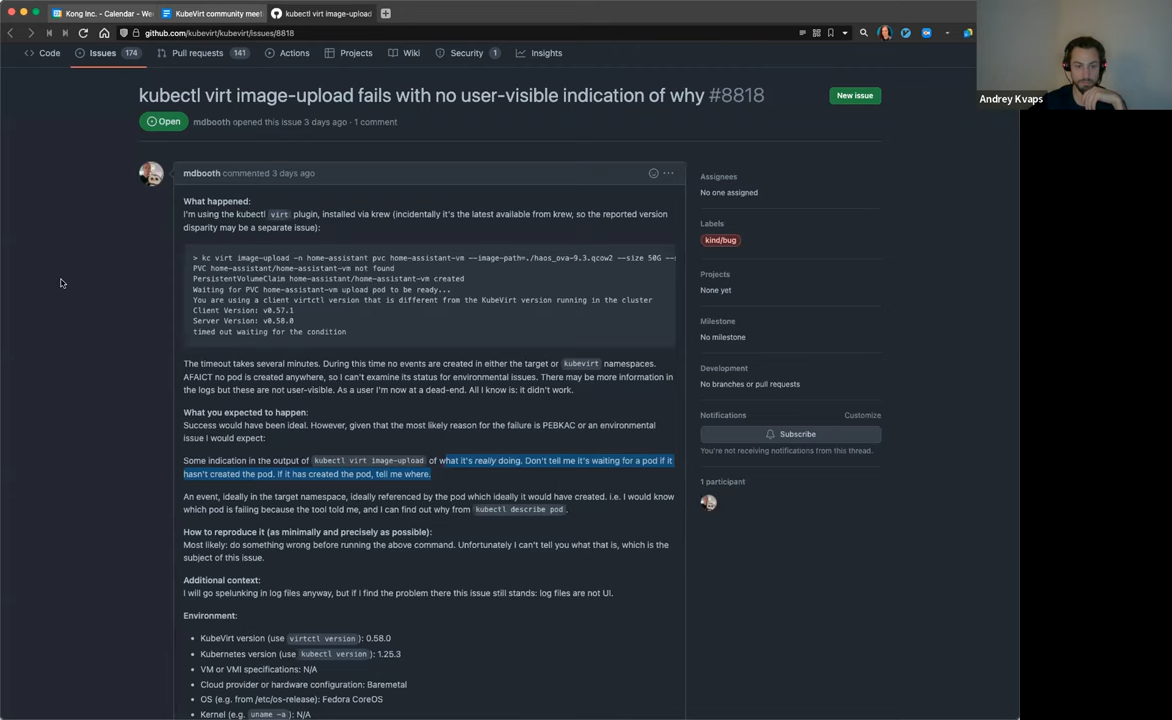 Kong Inc. - Calendar - We
KubeVirt community meet
kubectl virt image-upload
github.com/kubevirt/kubevirt/issues/8818
Code
Issues 174
Pull requests 141
Actions
Projects
Wiki
Security 1
Insights
Andrey Kvaps
kubectl virt image-upload fails with no user-visible indication of why #8818
New issue
Open
mdbooth opened this issue 3 days ago · 1 comment
mdbooth commented 3 days ago
What happened:
I'm using the kubectl virt plugin, installed via krew (incidentally it's the latest available from krew, so the reported version
disparity may be a separate issue):
> kc virt image-upload -n home-assistant pvc home-assistant-vm --image-path=./haos_ova-9.3.qcow2 --size 50G --s
PVC home-assistant/home-assistant-vm not found
PersistentVolumeClaim home-assistant/home-assistant-vm created
Waiting for PVC home-assistant-vm upload pod to be ready...
You are using a client virtctl version that is different from the KubeVirt version running in the cluster
Client Version: v0.57.1
Server Version: v0.58.0
timed out waiting for the condition
The timeout takes several minutes. During this time no events are created in either the target or kubevirt namespaces.
AFAICT no pod is created anywhere, so I can't examine its status for environmental issues. There may be more information in
the logs but these are not user-visible. As a user I'm now at a dead-end. All I know is: it didn't work.
What you expected to happen:
Success would have been ideal. However, given that the most likely reason for the failure is PEBKAC or an environmental
issue I would expect:
Some indication in the output of kubectl virt image-upload of what it's really doing. Don't tell me it's waiting for a pod if it
hasn't created the pod. If it has created the pod, tell me where.
An event, ideally in the target namespace, ideally referenced by the pod which ideally it would have created. i.e. I would know
which pod is failing because the tool told me, and I can find out why from kubectl describe pod.
How to reproduce it (as minimally and precisely as possible):
Most likely: do something wrong before running the above command. Unfortunately I can't tell you what that is, which is the
subject of this issue.
Additional context:
I will go spelunking in log files anyway, but if I find the problem there this issue still stands: log files are not UI.
Environment:
• KubeVirt version (use virtctl version): 0.58.0
• Kubernetes version (use kubectl version): 1.25.3
• VM or VMI specifications: N/A
• Cloud provider or hardware configuration: Baremetal
• OS (e.g. from /etc/os-release): Fedora CoreOS
• Kernel (e.g. uname -a): N/A
Assignees
No one assigned
Labels
kind/bug
Projects
None yet
Milestone
No milestone
Development
No branches or pull requests
Notifications
Customize
Subscribe
You're not receiving notifications from this thread.
1 participant